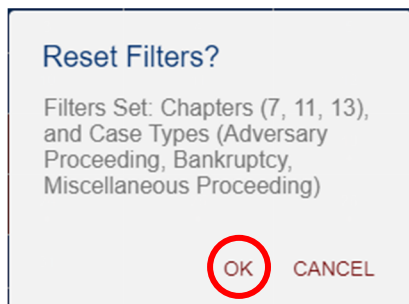 Reset Filters?
Filters Set: Chapters (7, 11, 13),
and Case Types (Adversary
Proceeding, Bankruptcy,
Miscellaneous Proceeding)
OK CANCEL